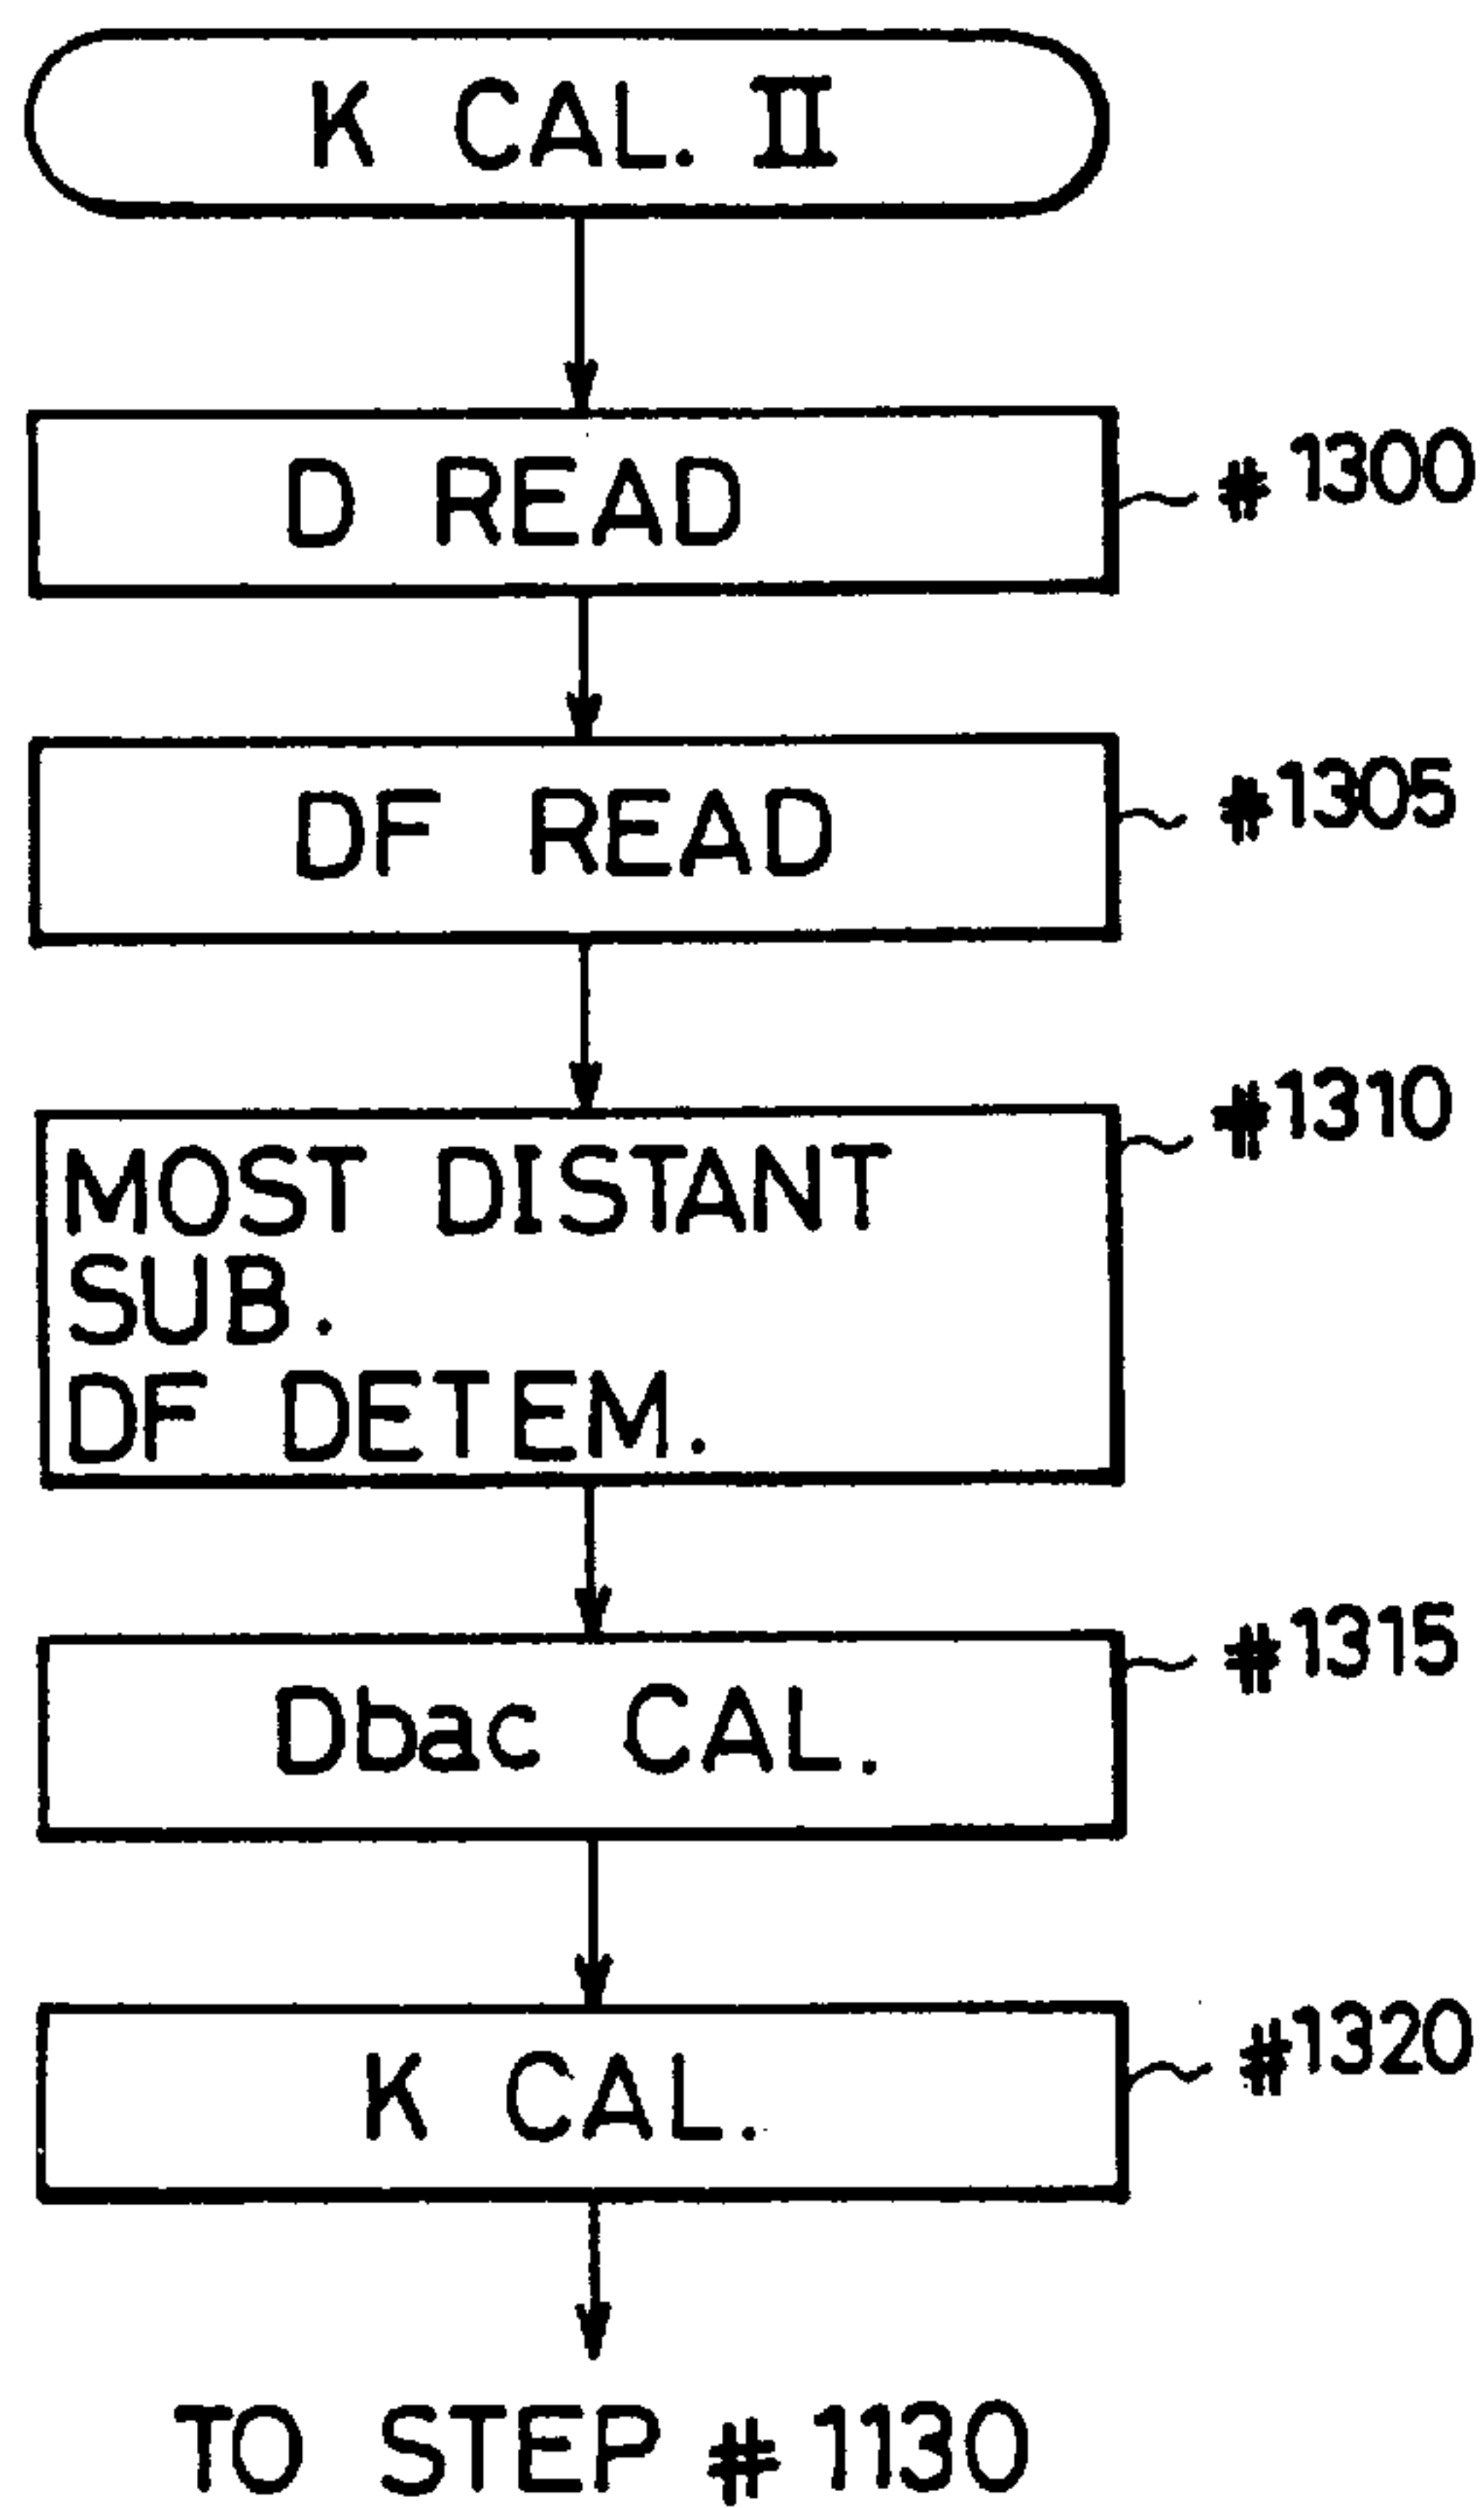 K CAL. II
D READ
#1300
DF READ
#1305
#1310
MOST DISTANT
SUB.
DF DETEM.
#1315
Dbac CAL.
#1320
K CAL.
TO STEP #1130